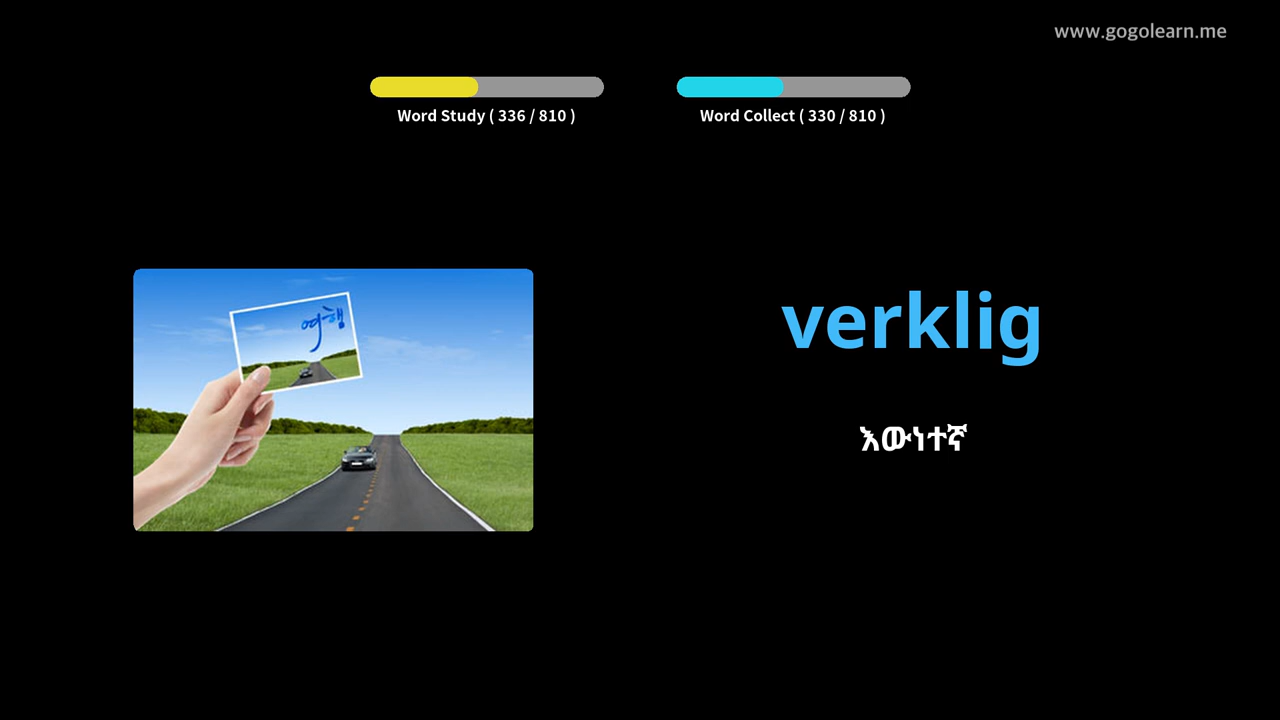 www.gogolearn.me
Word Study ( 336 / 810 )
Word Collect ( 330 / 810 )
여행
verklig
እውነተኛ